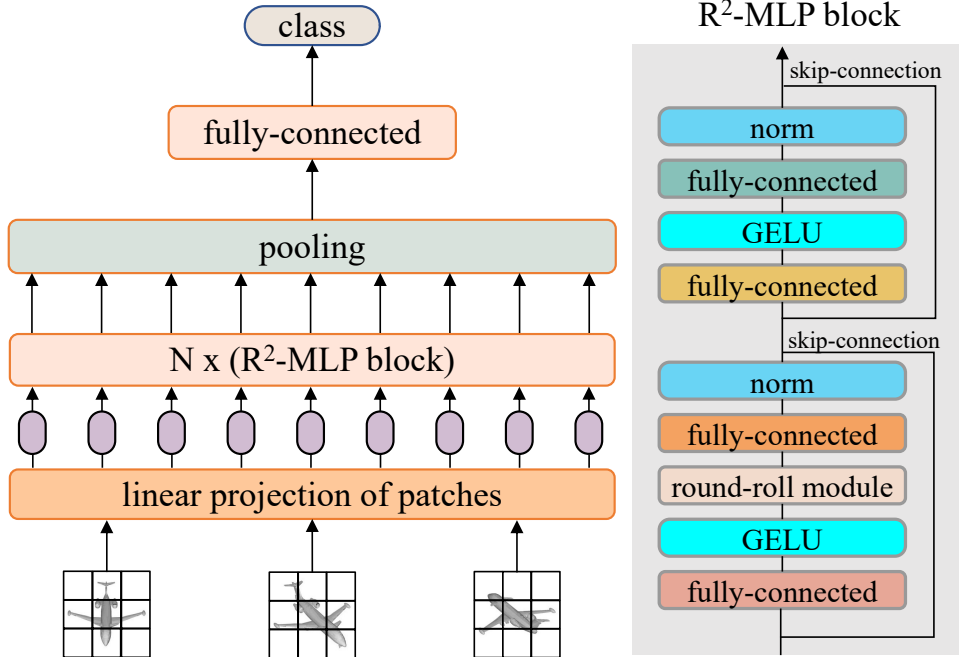 class
fully-connected
pooling
N x (R²-MLP block)
linear projection of patches
R²-MLP block
skip-connection
norm
fully-connected
GELU
fully-connected
skip-connection
norm
fully-connected
round-roll module
GELU
fully-connected